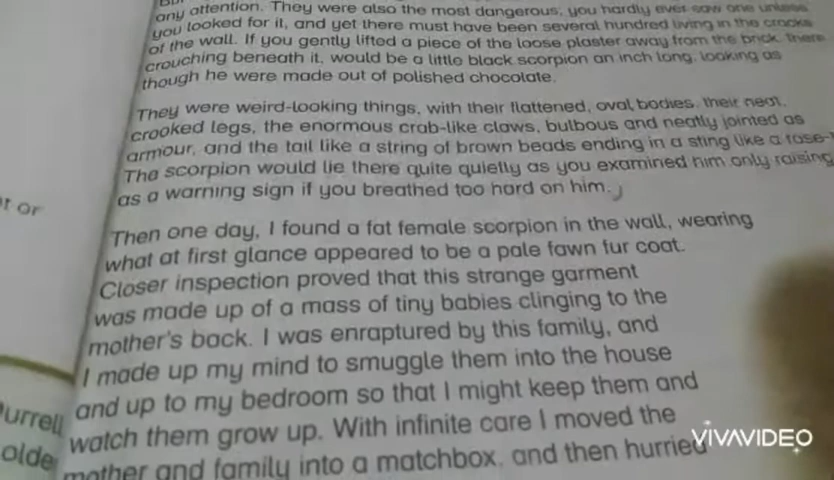 any attention. They were also the most dangerous; you hardly ever saw one unless
you looked for it, and yet there must have been several hundred living in the cracks
of the wall. If you gently lifted a piece of the loose plaster away from the brick, there
crouching beneath it, would be a little black scorpion an inch long, looking as
though he were made out of polished chocolate.
They were weird-looking things, with their flattened, oval bodies, their neat,
crooked legs, the enormous crab-like claws, bulbous and neatly jointed as
armour, and the tail like a string of brown beads ending in a sting like a rose-
The scorpion would lie there quite quietly as you examined him only raising
as a warning sign if you breathed too hard on him.
Then one day, I found a fat female scorpion in the wall, wearing
what at first glance appeared to be a pale fawn fur coat.
Closer inspection proved that this strange garment
was made up of a mass of tiny babies clinging to the
mother's back. I was enraptured by this family, and
I made up my mind to smuggle them into the house
and up to my bedroom so that I might keep them and
watch them grow up. With infinite care I moved the
mother and family into a matchbox, and then hurried
or
urrell
olde
VIVAVIDEO